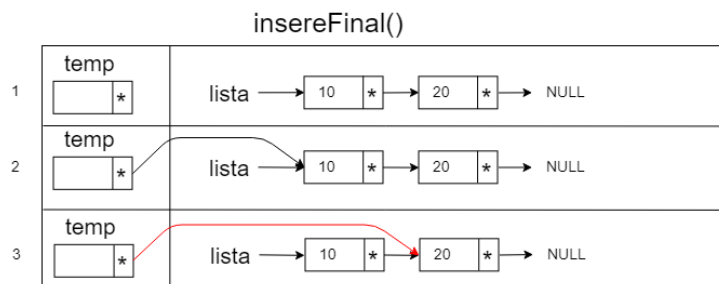 insereFinal()
temp
1 * lista 10 * 20 * NULL
temp
2 * lista 10 * 20 * NULL
temp
3 * lista 10 * 20 * NULL